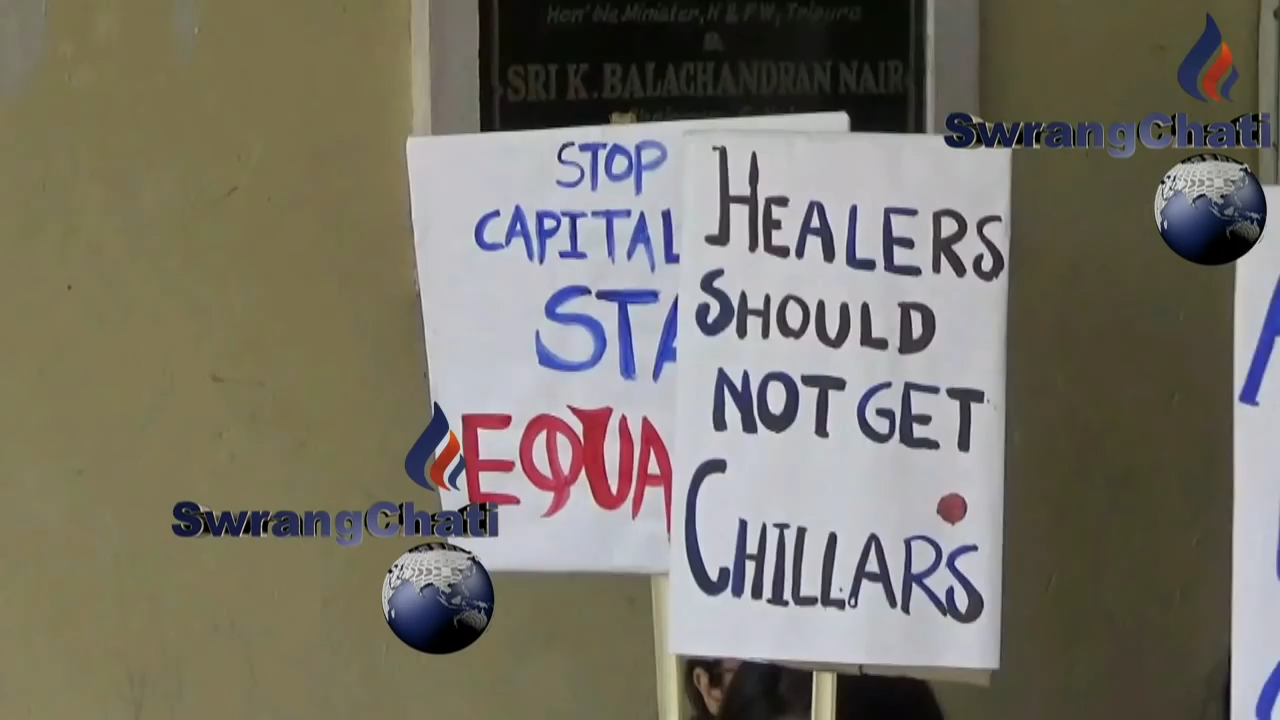 Hon'ble Minister, H & FW, Tripura
&
SRI K. BALACHANDRAN NAIR
SwrangChati
STOP
CAPITAL
STA
EQUA
HEALERS
SHOULD
NOT GET
CHILLARS
SwrangChati